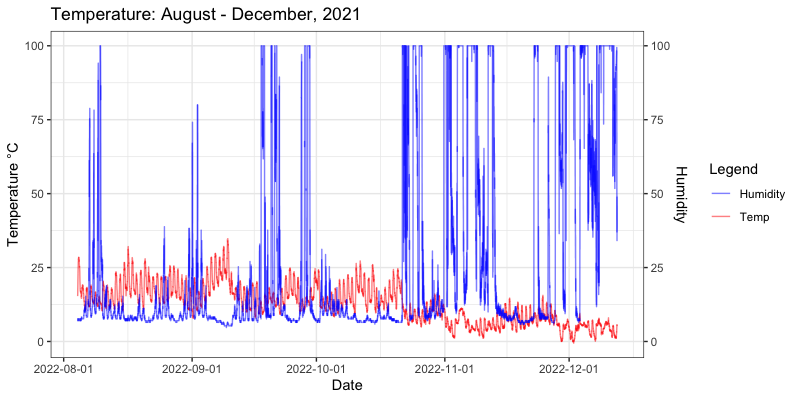 Temperature: August - December, 2021
100
75
50
25
0
Temperature °C
100
75
50
25
0
Humidity
2022-08-01
2022-09-01
2022-10-01
2022-11-01
2022-12-01
Date
Legend
Humidity
Temp